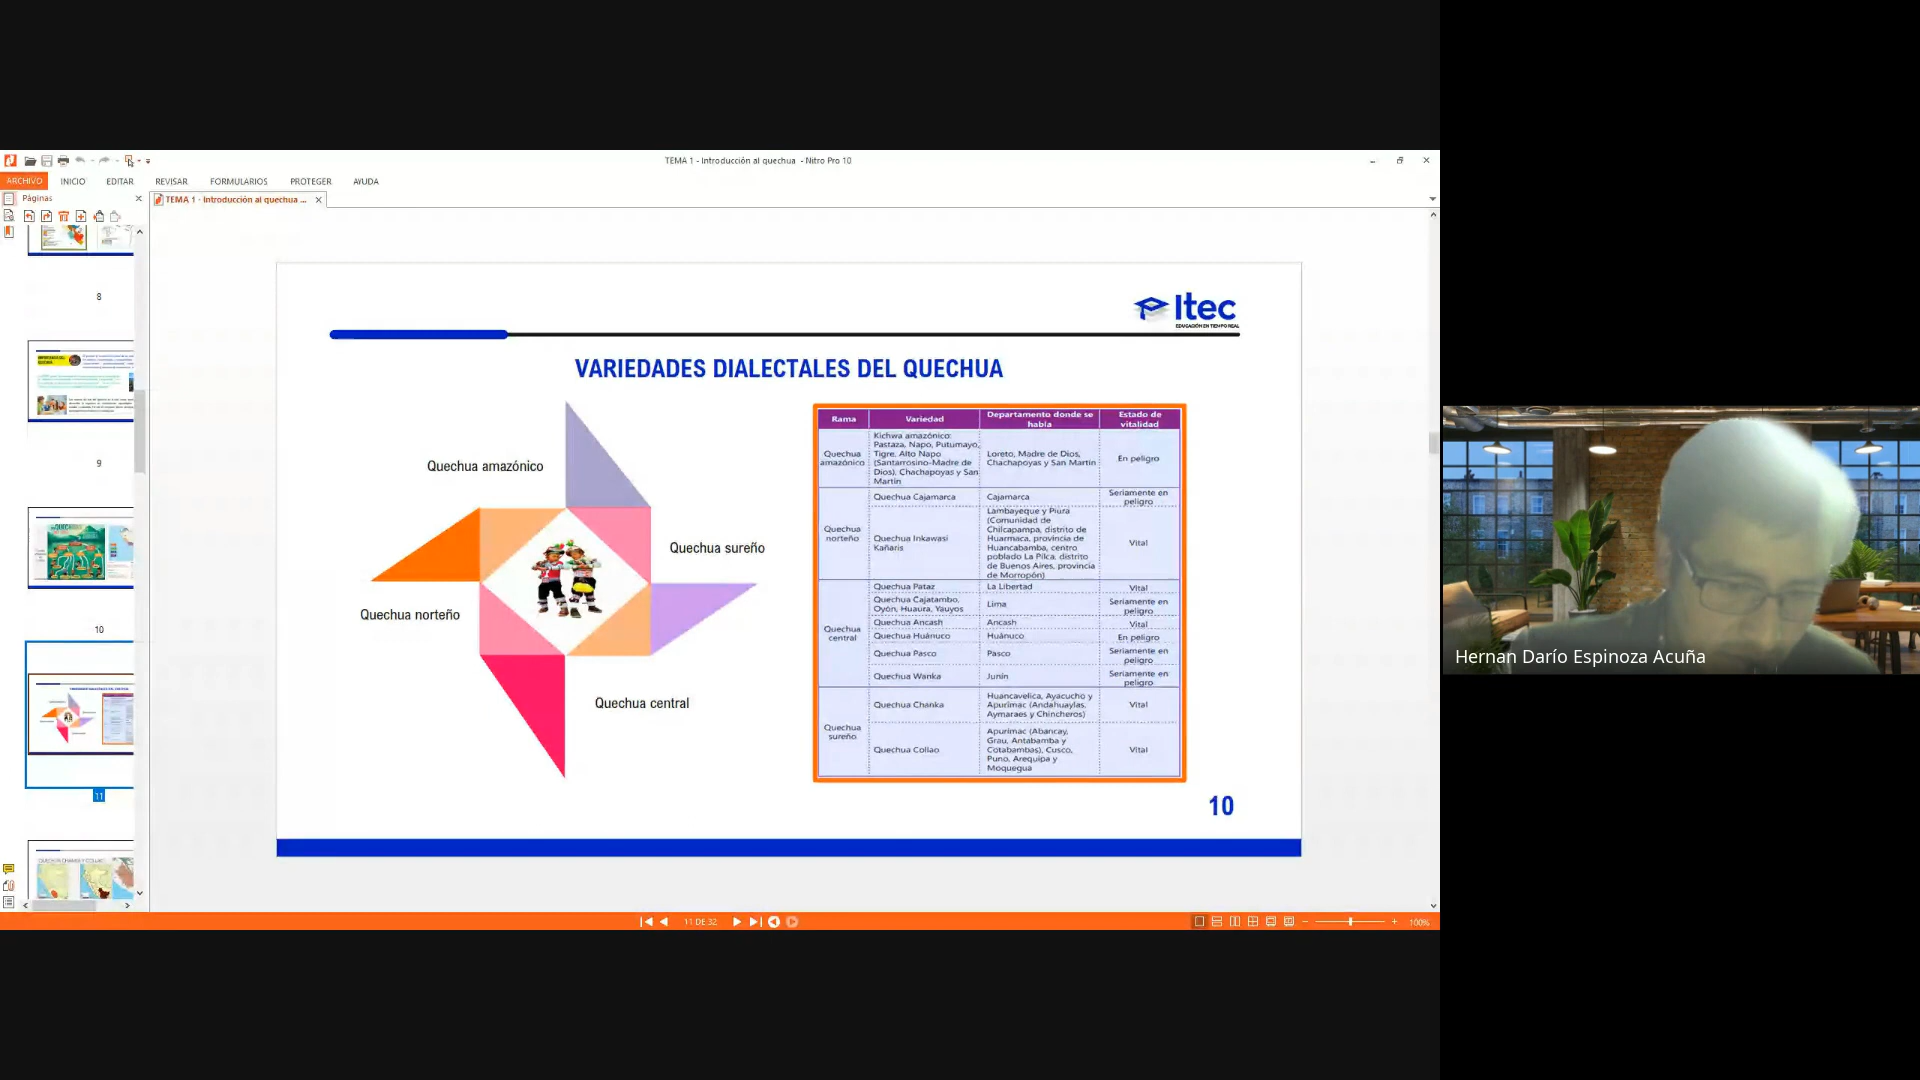 TEMA 1 - Introducción al quechua - Nitro Pro 10
ARCHIVO INICIO EDITAR REVISAR FORMULARIOS PROTEGER AYUDA
Páginas
TEMA 1 - Introducción al quechua ...
8
9
10
11
Itec
EDUCACIÓN EN TIEMPO REAL
VARIEDADES DIALECTALES DEL QUECHUA
Quechua amazónico
Quechua sureño
Quechua norteño
Quechua central
Rama Variedad Departamento donde se habla Estado de vitalidad
Quechua amazónico
Kichwa amazónico:
Pastaza, Napo, Putumayo,
Tigre, Alto Napo
(Santarrosino-Madre de
Dios), Chachapoyas y San
Martín
Loreto, Madre de Dios,
Chachapoyas y San Martín
En peligro
Quechua norteño
Quechua Cajamarca
Cajamarca
Seriamente en peligro
Quechua Inkawasi
Kañaris
Lambayeque y Piura
(Comunidad de
Chilcapampa, distrito de
Huarmaca, provincia de
Huancabamba, centro
poblado La Pilca, distrito
de Buenos Aires, provincia
de Morropón)
Vital
Quechua central
Quechua Pataz
La Libertad
Vital
Quechua Cajatambo,
Oyón, Huaura, Yauyos
Lima
Seriamente en peligro
Quechua Ancash
Ancash
Vital
Quechua Huánuco
Huánuco
En peligro
Quechua Pasco
Pasco
Seriamente en peligro
Quechua Wanka
Junín
Seriamente en peligro
Quechua sureño
Quechua Chanka
Huancavelica, Ayacucho y
Apurímac (Andahuaylas,
Aymaraes y Chincheros)
Vital
Quechua Collao
Apurímac (Abancay,
Grau, Antabamba y
Cotabambas), Cusco,
Puno, Arequipa y
Moquegua
Vital
10
11 DE 32
100%
Hernan Darío Espinoza Acuña